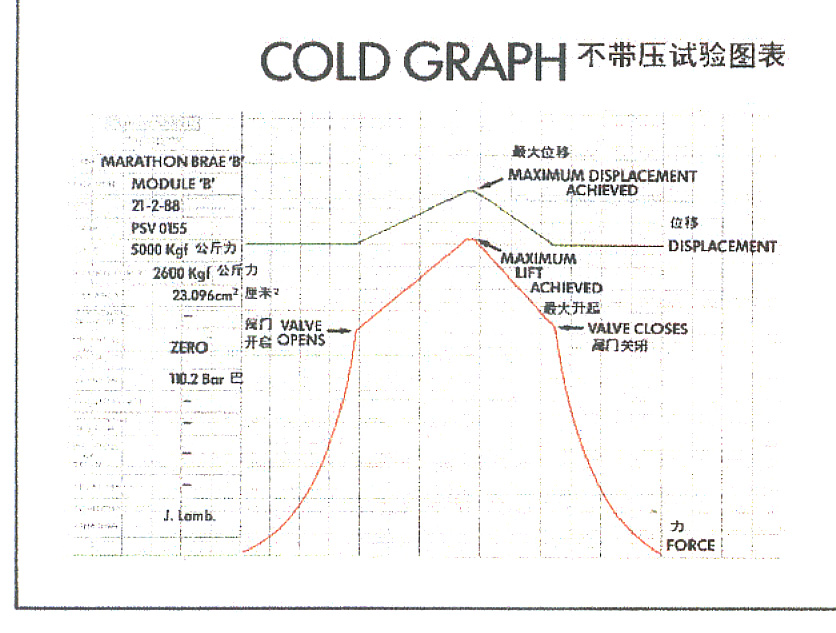 COLD GRAPH 不带压试验图表
MARATHON BRAE 'B'
MODULE 'B'
21-2-88
PSV 0155
5000 Kgf 公斤力
2600 Kgf 公斤力
23.096cm² 厘米²
ZERO
110.2 Bar 巴
J. Lamb.
最大位移
MAXIMUM DISPLACEMENT
ACHIEVED
位移
DISPLACEMENT
MAXIMUM
LIFT
ACHIEVED
最大升起
阀门 VALVE
开启 OPENS
VALVE CLOSES
阀门关闭
力
FORCE